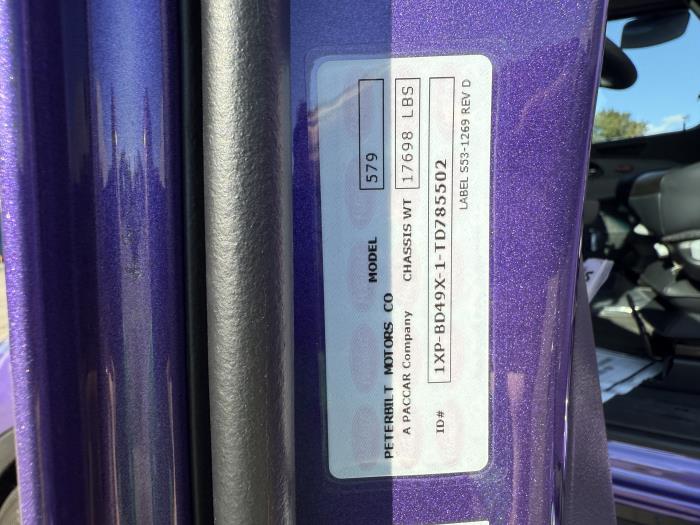 MODEL 579
PETERBILT MOTORS CO
A PACCAR Company CHASSIS WT 17698 LBS
ID# 1XP-BD49X-1-TD785502
LABEL S53-1269 REV D